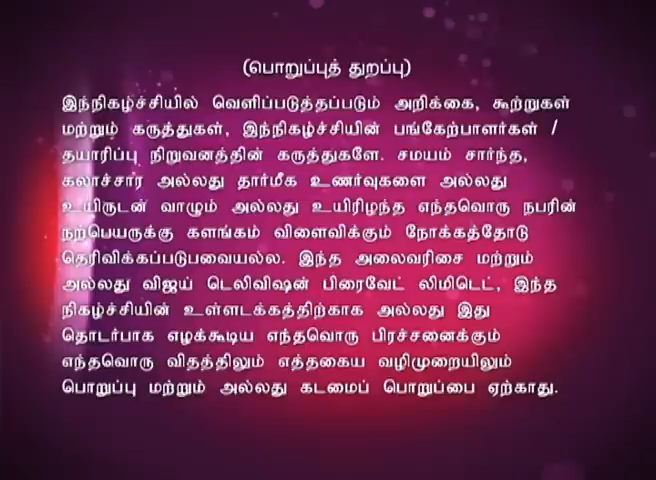 (பொறுப்புத் துறப்பு)
இந்நிகழ்ச்சியில் வெளிப்படுத்தப்படும் அறிக்கை, கூற்றுகள்
மற்றும் கருத்துகள், இந்நிகழ்ச்சியின் பங்கேற்பாளர்கள் /
தயாரிப்பு நிறுவனத்தின் கருத்துகளே. சமயம் சார்ந்த,
கலாச்சார அல்லது தார்மீக உணர்வுகளை அல்லது
உயிருடன் வாழும் அல்லது உயிரிழந்த எந்தவொரு நபரின்
நற்பெயருக்கு களங்கம் விளைவிக்கும் நோக்கத்தோடு
தெரிவிக்கப்படுபவையல்ல. இந்த அலைவரிசை மற்றும்
அல்லது விஜய் டெலிவிஷன் பிரைவேட் லிமிடெட், இந்த
நிகழ்ச்சியின் உள்ளடக்கத்திற்காக அல்லது இது
தொடர்பாக எழக்கூடிய எந்தவொரு பிரச்சனைக்கும்
எந்தவொரு விதத்திலும் எத்தகைய வழிமுறையிலும்
பொறுப்பு மற்றும் அல்லது கடமைப் பொறுப்பை ஏற்காது.